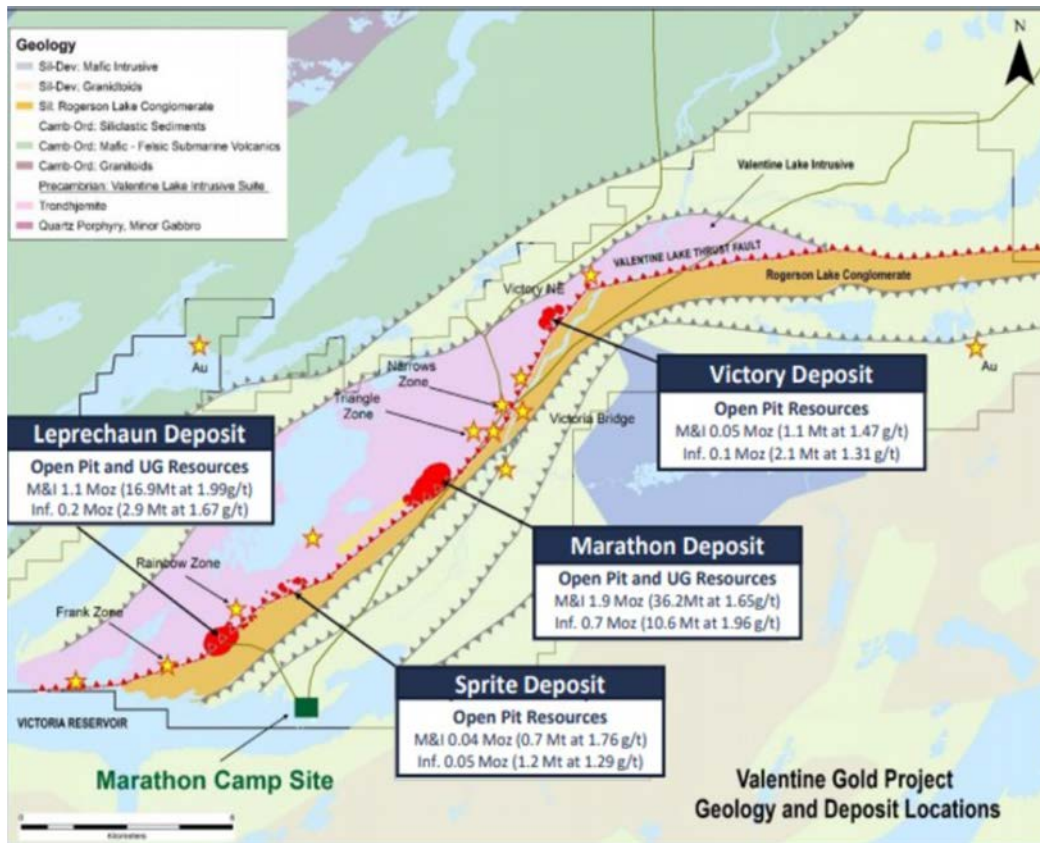 Geology
Sil-Dev: Mafic Intrusive
Sil-Dev: Granidtoids
Sil: Rogerson Lake Conglomerate
Camb-Ord: Siliclastic Sediments
Camb-Ord: Mafic - Felsic Submarine Volcanics
Camb-Ord: Granitoids
Precambrian: Valentine Lake Intrusive Suite
Trondhjemite
Quartz Porphyry, Minor Gabbro
N
Valentine Lake Intrusive
VALENTINE LAKE THRUST FAULT
Rogerson Lake Conglomerate
Victory NE
Au
Narrows
Zone
Triangle
Zone
Victoria Bridge
Au
Victory Deposit
Open Pit Resources
M&I 0.05 Moz (1.1 Mt at 1.47 g/t)
Inf. 0.1 Moz (2.1 Mt at 1.31 g/t)
Leprechaun Deposit
Open Pit and UG Resources
M&I 1.1 Moz (16.9Mt at 1.99g/t)
Inf. 0.2 Moz (2.9 Mt at 1.67 g/t)
Marathon Deposit
Open Pit and UG Resources
M&I 1.9 Moz (36.2Mt at 1.65g/t)
Inf. 0.7 Moz (10.6 Mt at 1.96 g/t)
Rainbow Zone
Frank Zone
Sprite Deposit
Open Pit Resources
M&I 0.04 Moz (0.7 Mt at 1.76 g/t)
Inf. 0.05 Moz (1.2 Mt at 1.29 g/t)
VICTORIA RESERVOIR
Marathon Camp Site
Valentine Gold Project
Geology and Deposit Locations
Kilometers